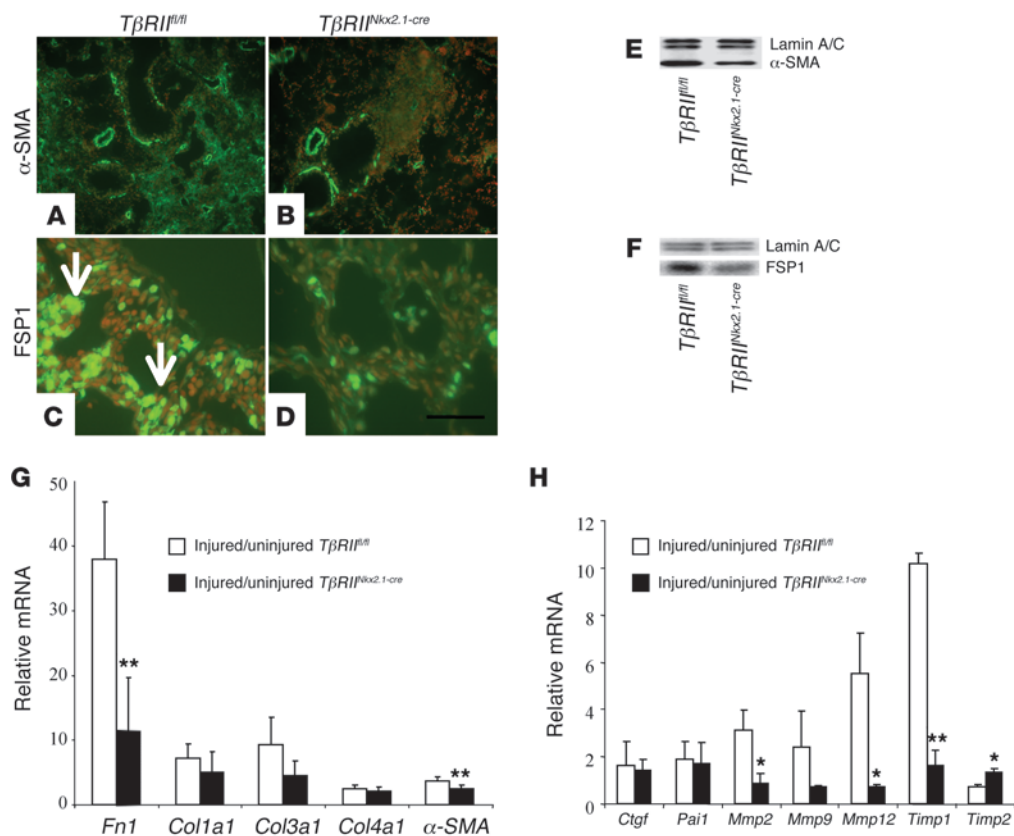 TβRII^fl/fl TβRII^Nkx2.1-cre
α-SMA
A B
FSP1
C D
E
Lamin A/C
α-SMA
TβRII^fl/fl
TβRII^Nkx2.1-cre
F
Lamin A/C
FSP1
TβRII^fl/fl
TβRII^Nkx2.1-cre
G
Relative mRNA
50
40
30
20
10
0
Injured/uninjured TβRII^fl/fl
Injured/uninjured TβRII^Nkx2.1-cre
**
**
Fn1 Col1a1 Col3a1 Col4a1 α-SMA
H
Relative mRNA
12
10
8
6
4
2
0
Injured/uninjured TβRII^fl/fl
Injured/uninjured TβRII^Nkx2.1-cre
*
*
**
*
Ctgf Pai1 Mmp2 Mmp9 Mmp12 Timp1 Timp2